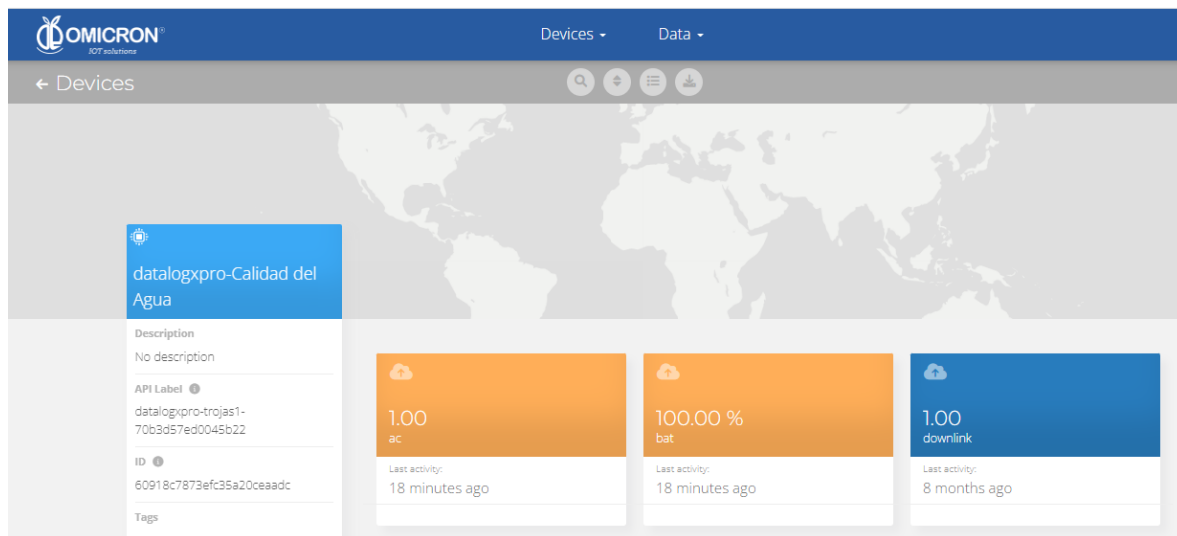 OMICRON®
IOT solutions
Devices
Data
← Devices
datalogxpro-Calidad del
Agua
Description
No description
API Label
datalogxpro-trojas1-
70b3d57ed0045b22
ID
60918c7873efc35a20ceaadc
Tags
1.00
ac
Last activity:
18 minutes ago
100.00 %
bat
Last activity:
18 minutes ago
1.00
downlink
Last activity:
8 months ago